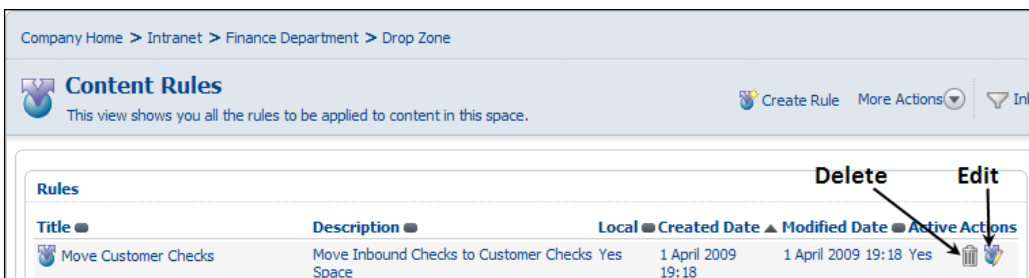 Company Home > Intranet > Finance Department > Drop Zone
Content Rules
This view shows you all the rules to be applied to content in this space.
Create Rule More Actions
Delete Edit
Rules
Title Description Local Created Date Modified Date Active Actions
Move Customer Checks Move Inbound Checks to Customer Checks Yes 1 April 2009 1 April 2009 19:18 Yes
Space 19:18